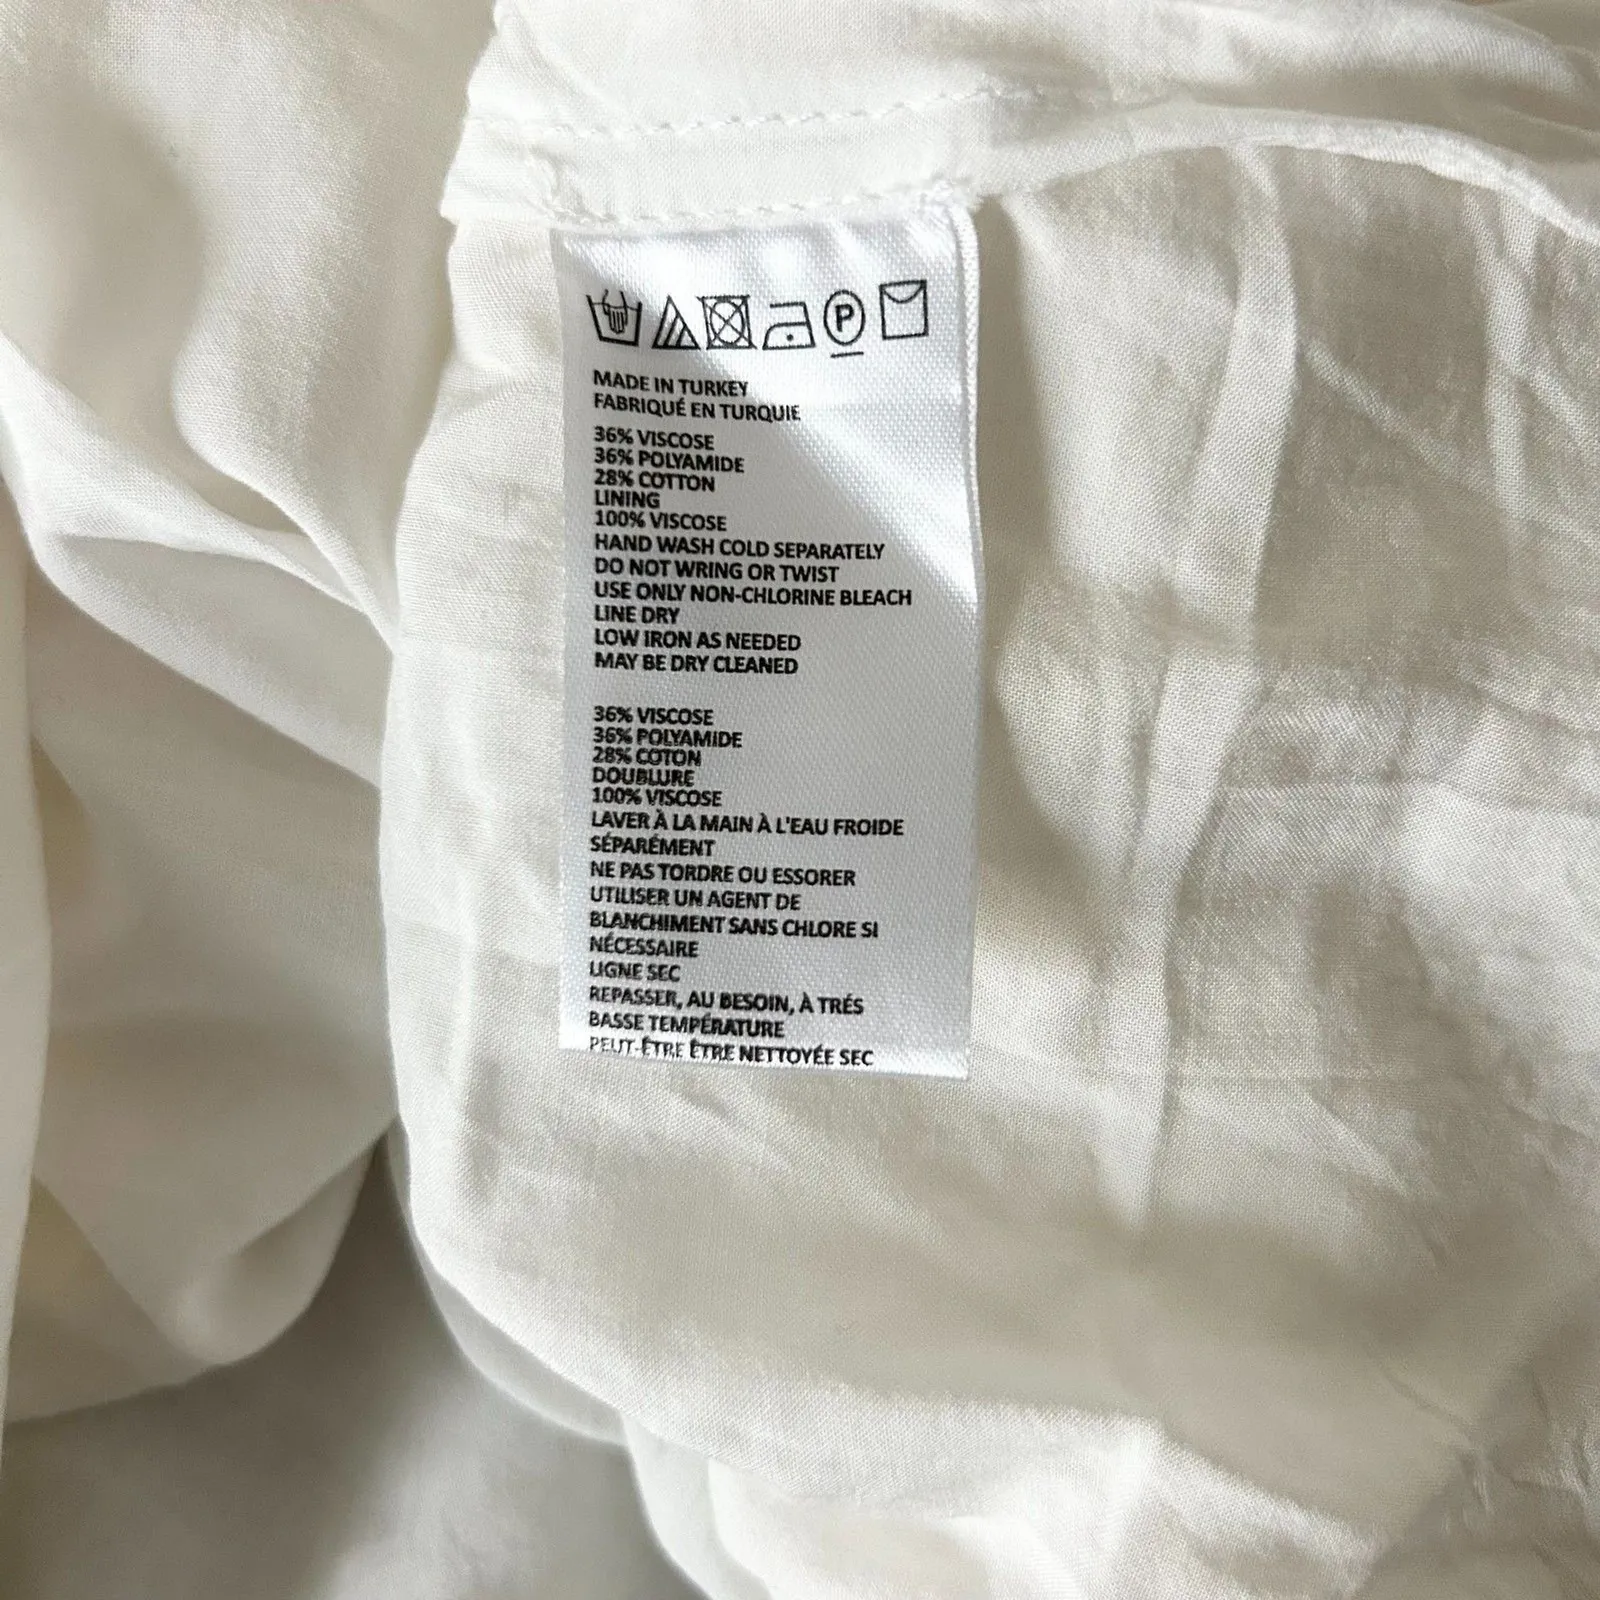 P
MADE IN TURKEY
FABRIQUÉ EN TURQUIE
36% VISCOSE
36% POLYAMIDE
28% COTTON
LINING
100% VISCOSE
HAND WASH COLD SEPARATELY
DO NOT WRING OR TWIST
USE ONLY NON-CHLORINE BLEACH
LINE DRY
LOW IRON AS NEEDED
MAY BE DRY CLEANED
36% VISCOSE
36% POLYAMIDE
28% COTON
DOUBLURE
100% VISCOSE
LAVER À LA MAIN À L'EAU FROIDE
SÉPARÉMENT
NE PAS TORDRE OU ESSORER
UTILISER UN AGENT DE
BLANCHIMENT SANS CHLORE SI
NÉCESSAIRE
LIGNE SEC
REPASSER, AU BESOIN, À TRÉS
BASSE TEMPÉRATURE
PEUT-ÊTRE ÊTRE NETTOYÉE SEC